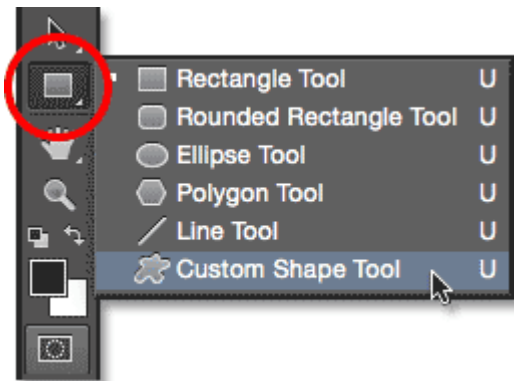 Rectangle Tool U
Rounded Rectangle Tool U
Ellipse Tool U
Polygon Tool U
Line Tool U
Custom Shape Tool U